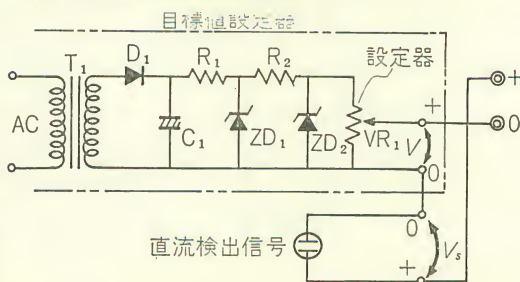 目標値設定器
T₁
D₁
R₁
R₂
設定器
AC
C₁
ZD₁
ZD₂
VR₁
+
V
0
+
0
0
直流検出信号
Vs
+